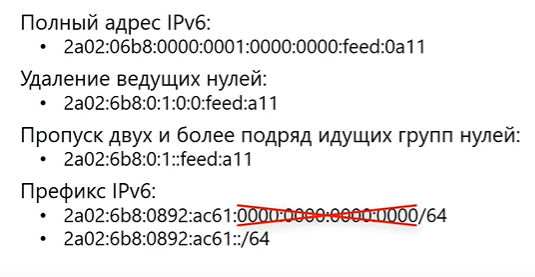 Полный адрес IPv6:
• 2a02:06b8:0000:0001:0000:0000:feed:0a11
Удаление ведущих нулей:
• 2a02:6b8:0:1:0:0:feed:a11
Пропуск двух и более подряд идущих групп нулей:
• 2a02:6b8:0:1::feed:a11
Префикс IPv6:
• 2a02:6b8:0892:ac61:0000:0000:0000:0000/64
• 2a02:6b8:0892:ac61::/64